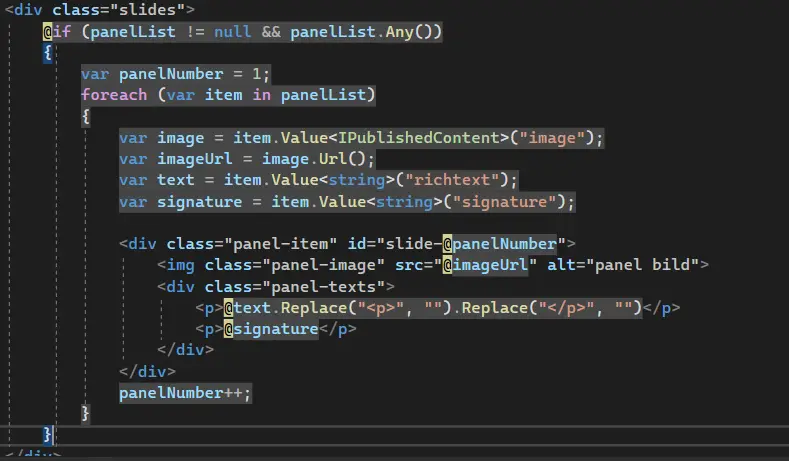 <div class="slides">
@if (panelList != null && panelList.Any())
{
var panelNumber = 1;
foreach (var item in panelList)
{
var image = item.Value<IPublishedContent>("image");
var imageUrl = image.Url();
var text = item.Value<string>("richtext");
var signature = item.Value<string>("signature");
<div class="panel-item" id="slide-@panelNumber">
<img class="panel-image" src="@imageUrl" alt="panel bild">
<div class="panel-texts">
<p>@text.Replace("<p>", "").Replace("</p>", "")</p>
<p>@signature</p>
</div>
</div>
panelNumber++;
}
}
</div>